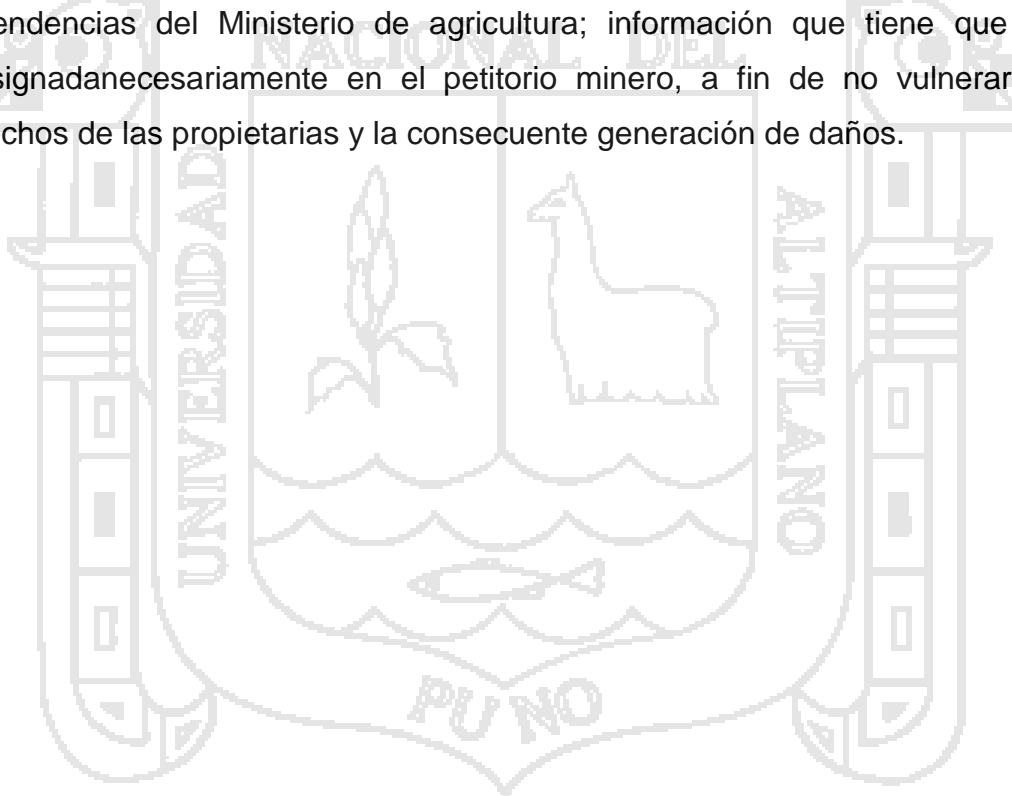 endencias del Ministerio de agricultura; información que tiene que
signadanecesariamente en el petitorio minero, a fin de no vulnerar
chos de las propietarias y la consecuente generación de daños.
NACIONAL DEL
UNIVERSIDAD
ALTIPLANO
PUNO